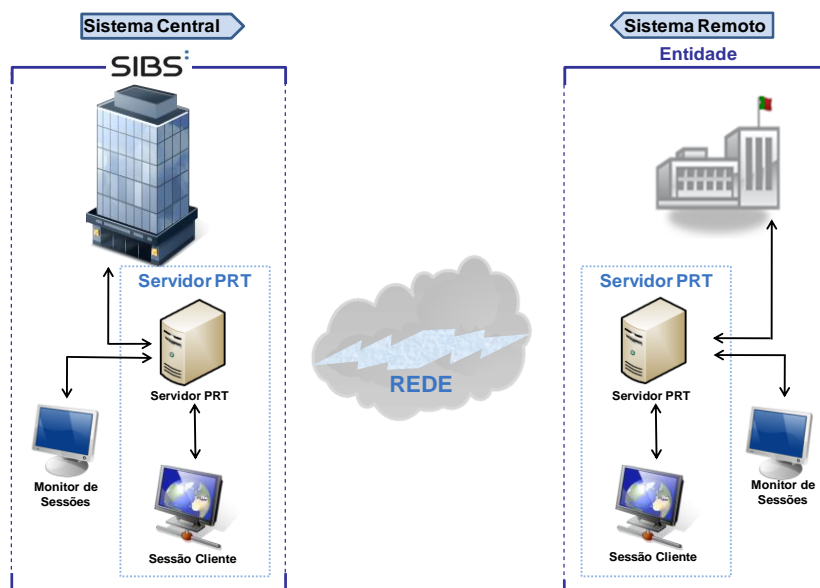 Sistema Central
SIBS
Servidor PRT
Servidor PRT
Monitor de
Sessões
Sessão Cliente
REDE
Sistema Remoto
Entidade
Servidor PRT
Servidor PRT
Monitor de
Sessões
Sessão Cliente